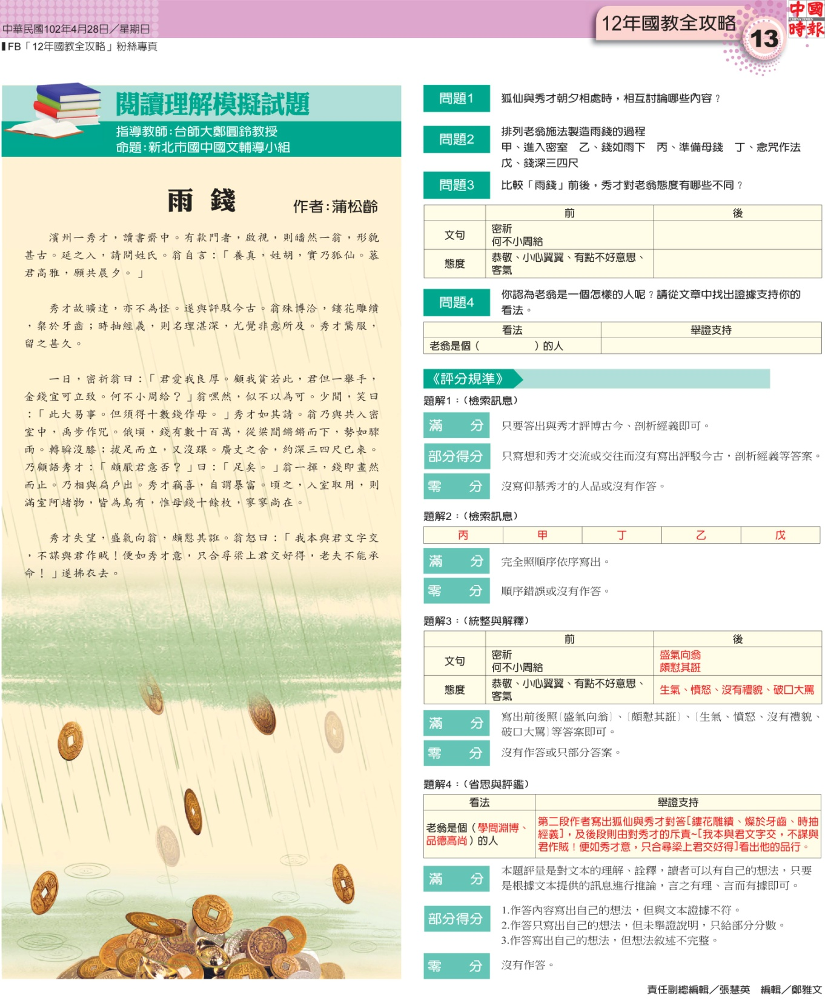 中華民國102年4月28日／星期日
FB「12年國教全攻略」粉絲專頁
12年國教全攻略
13
中國
CHINA TIMES
時報
閱讀理解模擬試題
指導教師:台師大鄭圓鈴教授
命題:新北市國中國文輔導小組
雨 錢
作者:蒲松齡
濱州一秀才，讀書齋中。有款門者，啟視，則皤然一翁，形貌
甚古。延之入，請問姓氏。翁自言：「養真，姓胡，實乃狐仙。慕
君高雅，願共晨夕。」
秀才故曠達，亦不為怪。遂與評駁今古。翁殊博洽，鏤花雕繢
，粲於牙齒；時抽經義，則名理湛深，尤覺非意所及。秀才驚服，
留之甚久。
一日，密祈翁曰：「君愛我良厚。顧我貧若此，君但一舉手，
金錢宜可立致。何不小周給？」翁嘿然，似不以為可。少間，笑曰
：「此大易事。但須得十數錢作母。」秀才如其請。翁乃與共入密
室中，禹步作咒。俄頃，錢有數十百萬，從梁間鏘鏘而下，勢如驟
雨。轉瞬沒膝；拔足而立，又沒踝。廣丈之舍，約深三四尺已來。
乃顧語秀才：「頗厭君意否？」曰：「足矣。」翁一揮，錢即畫然
而止。乃相與扃戶出。秀才竊喜，自謂暴富。頃之，入室取用，則
滿室阿堵物，皆為烏有，惟母錢十餘枚，寥寥尚在。
秀才失望，盛氣向翁，頗懟其誑。翁怒曰：「我本與君文字交
，不謀與君作賊！便如秀才意，只合尋梁上君交好得，老夫不能承
命！」遂拂衣去。
問題1　狐仙與秀才朝夕相處時，相互討論哪些內容？
問題2　排列老翁施法製造雨錢的過程
甲、進入密室　乙、錢如雨下　丙、準備母錢　丁、念咒作法
戊、錢深三四尺
問題3　比較「雨錢」前後，秀才對老翁態度有哪些不同？
前　後
文句　密祈
何不小周給
態度　恭敬、小心翼翼、有點不好意思、
客氣
問題4　你認為老翁是一個怎樣的人呢？請從文章中找出證據支持你的
看法。
看法　舉證支持
老翁是個（　　　）的人
《評分規準》
題解1：（檢索訊息）
滿　分　只要答出與秀才評博古今、剖析經義即可。
部分得分　只寫想和秀才交流或交往而沒有寫出評駁今古，剖析經義等答案。
零　分　沒寫仰慕秀才的人品或沒有作答。
題解2：（檢索訊息）
丙　甲　丁　乙　戊
滿　分　完全照順序依序寫出。
零　分　順序錯誤或沒有作答。
題解3：（統整與解釋）
前　後
文句　密祈　盛氣向翁
何不小周給　頗懟其誑
態度　恭敬、小心翼翼、有點不好意思、　生氣、憤怒、沒有禮貌、破口大罵
客氣
滿　分　寫出前後照[盛氣向翁]、[頗懟其誑]、[生氣、憤怒、沒有禮貌、
破口大罵]等答案即可。
零　分　沒有作答或只部分答案。
題解4：（省思與評鑑）
看法　舉證支持
老翁是個（學問淵博、
品德高尚）的人
第二段作者寫出狐仙與秀才對答[鏤花雕繢、燦於牙齒、時抽
經義]，及後段則由對秀才的斥責~[我本與君文字交，不謀與
君作賊！便如秀才意，只合尋梁上君交好得]看出他的品行。
滿　分　本題評量是對文本的理解、詮釋，讀者可以有自己的想法，只要
是根據文本提供的訊息進行推論，言之有理、言而有據即可。
部分得分　1.作答內容寫出自己的想法，但與文本證據不符。
2.作答只寫出自己的想法，但未舉證說明，只給部分分數。
3.作答寫出自己的想法，但想法敘述不完整。
零　分　沒有作答。
責任副總編輯／張慧英　編輯／鄭雅文